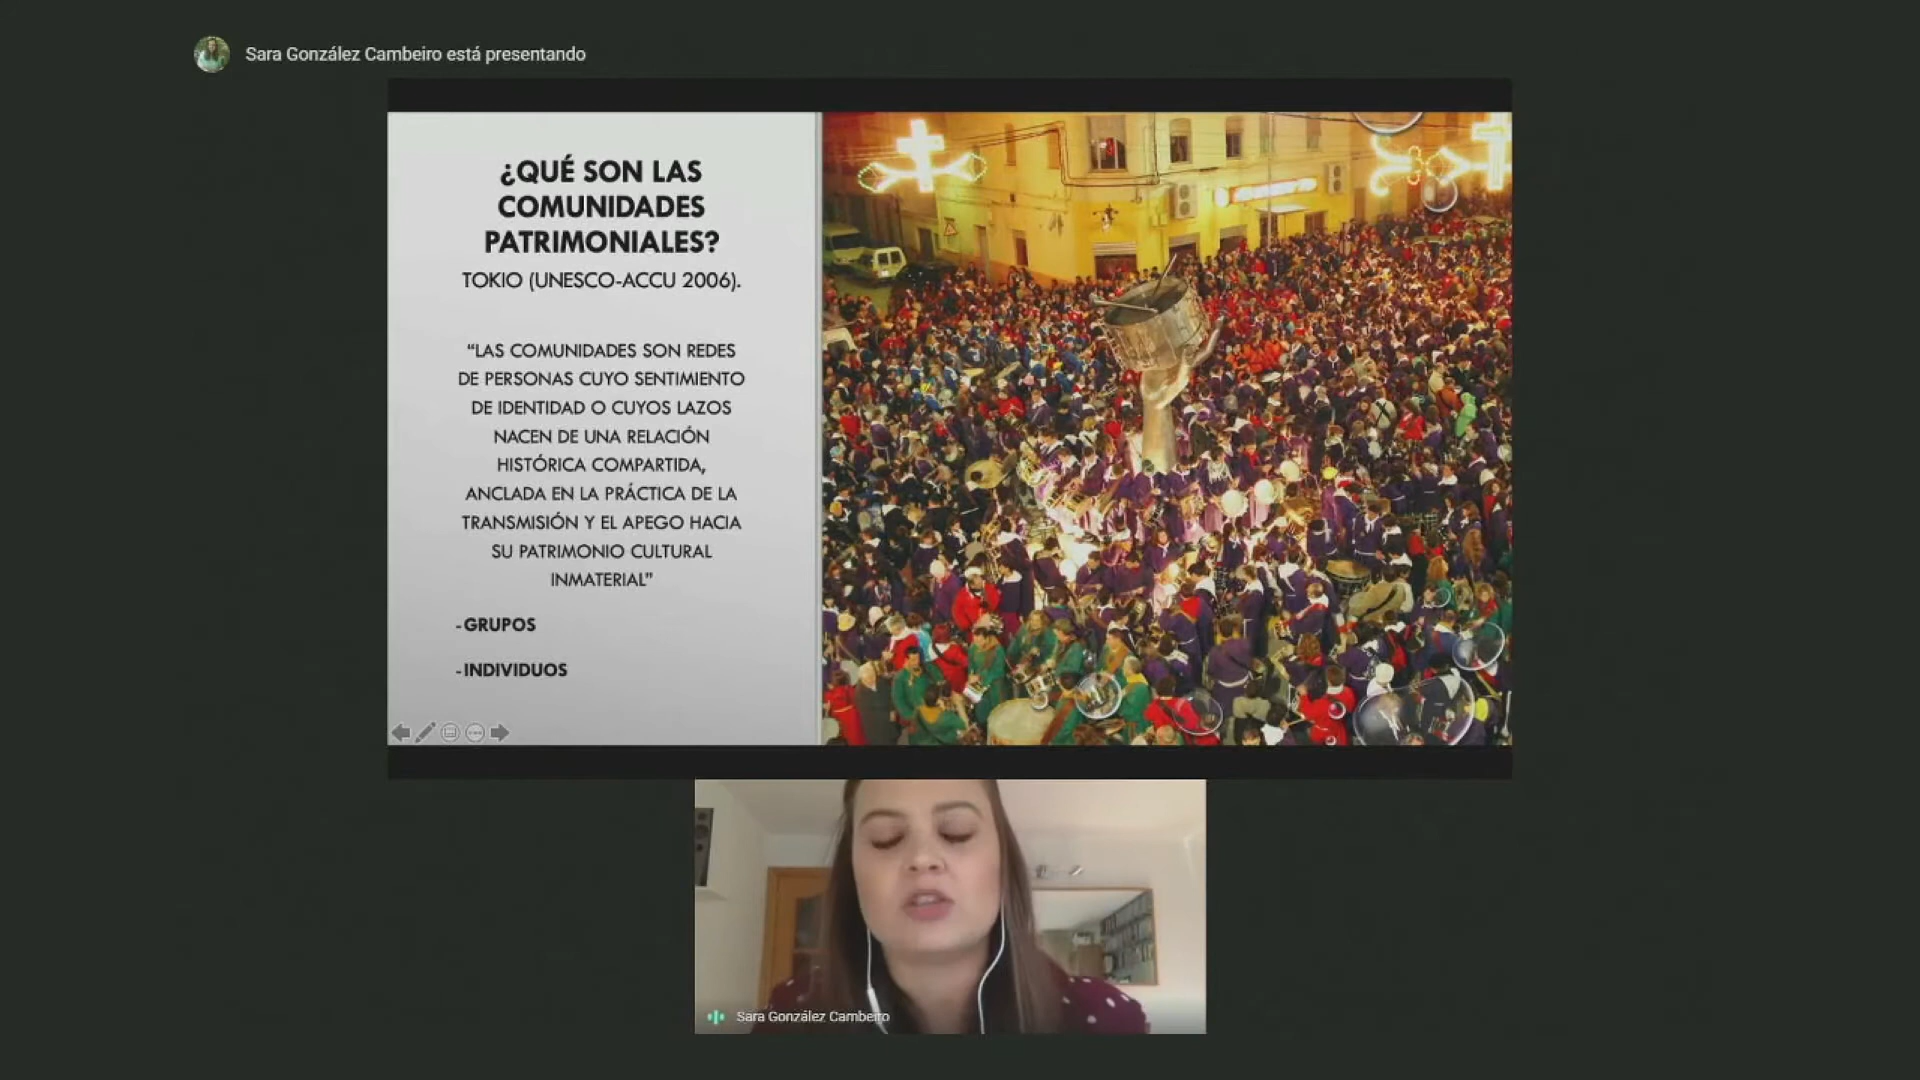 Sara González Cambeiro está presentando
¿QUÉ SON LAS
COMUNIDADES
PATRIMONIALES?
TOKIO (UNESCO-ACCU 2006).
“LAS COMUNIDADES SON REDES
DE PERSONAS CUYO SENTIMIENTO
DE IDENTIDAD O CUYOS LAZOS
NACEN DE UNA RELACIÓN
HISTÓRICA COMPARTIDA,
ANCLADA EN LA PRÁCTICA DE LA
TRANSMISIÓN Y EL APEGO HACIA
SU PATRIMONIO CULTURAL
INMATERIAL”
-GRUPOS
-INDIVIDUOS
Sara González Cambeiro